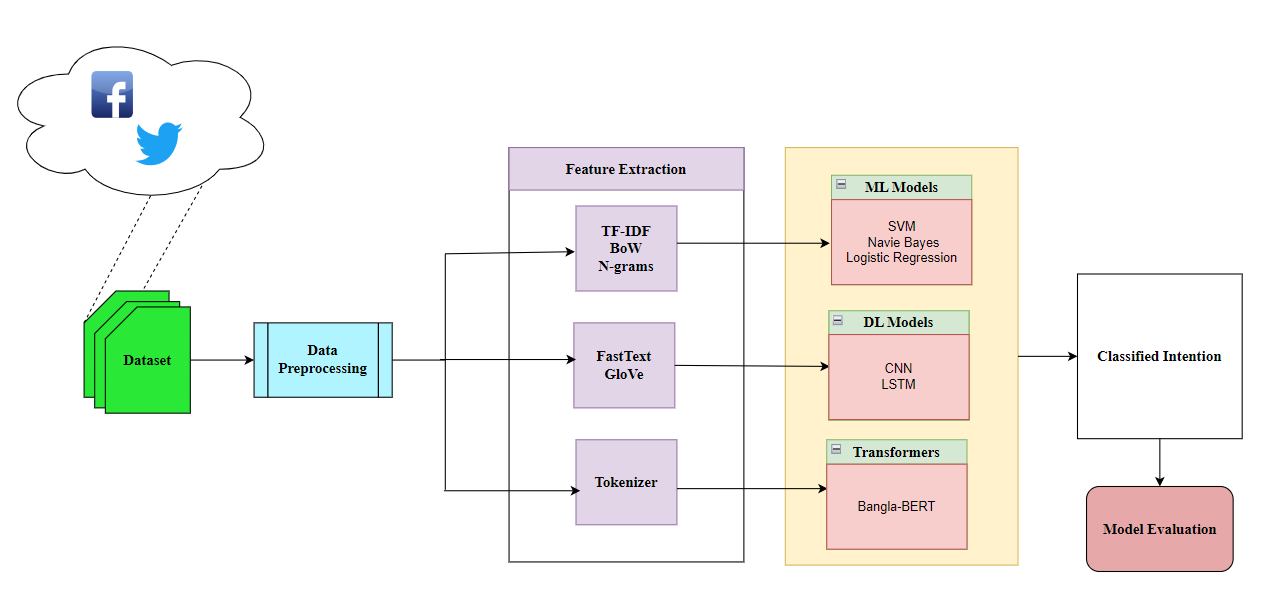 Dataset
Data
Preprocessing
Feature Extraction
TF-IDF
BoW
N-grams
FastText
GloVe
Tokenizer
ML Models
SVM
Navie Bayes
Logistic Regression
DL Models
CNN
LSTM
Transformers
Bangla-BERT
Classified Intention
Model Evaluation